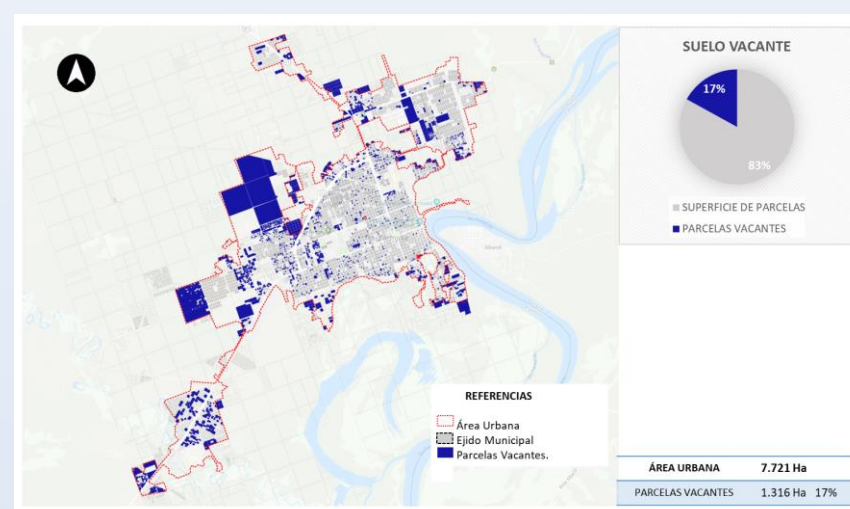 SUELO VACANTE
17%
83%
SUPERFICIE DE PARCELAS
PARCELAS VACANTES
REFERENCIAS
Área Urbana
Ejido Municipal
Parcelas Vacantes.
ÁREA URBANA 7.721 Ha
PARCELAS VACANTES 1.316 Ha 17%